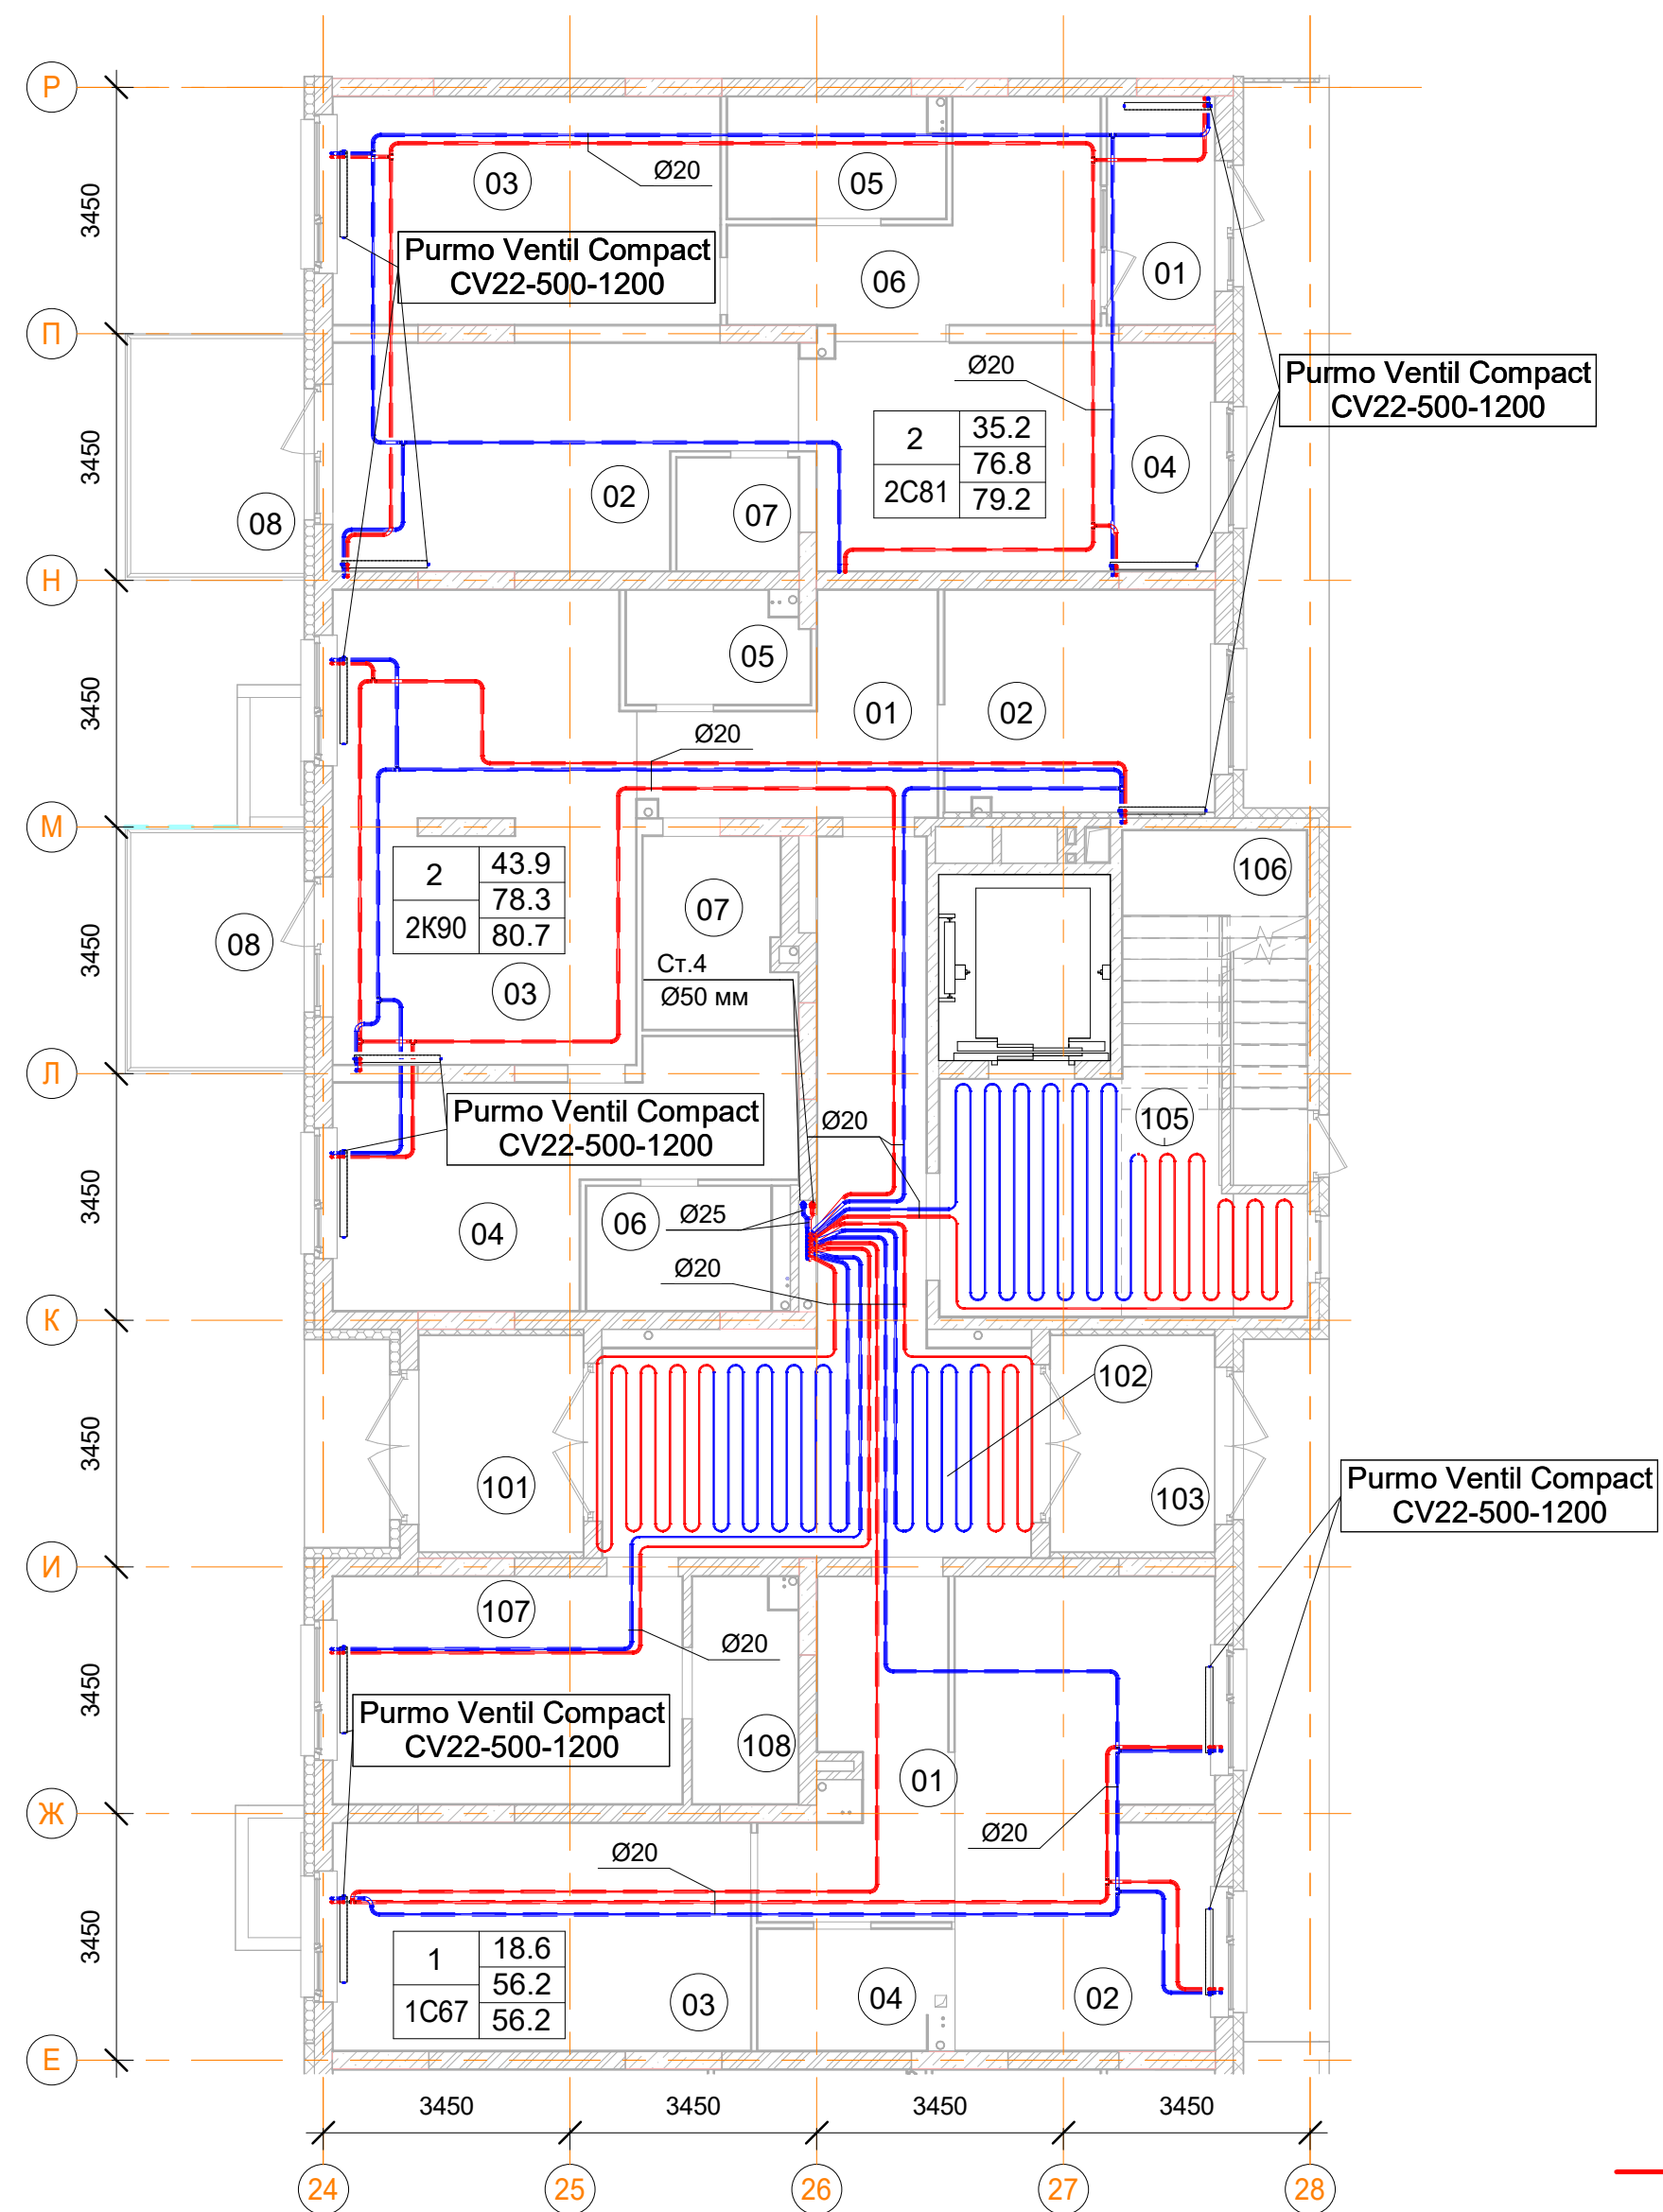 Р
3450
03
Ø20
05
Purmo Ventil Compact
CV22-500-1200
06
01
П
3450
Ø20
Purmo Ventil Compact
CV22-500-1200
2
35.2
76.8
2С81
79.2
04
02
07
08
Н
3450
05
01
02
Ø20
М
106
2
43.9
78.3
2К90
80.7
07
3450
08
Ст.4
Ø50 мм
03
Л
Purmo Ventil Compact
CV22-500-1200
Ø20
105
3450
04
06
Ø25
Ø20
К
102
3450
101
103
Purmo Ventil Compact
CV22-500-1200
И
107
Ø20
3450
Purmo Ventil Compact
CV22-500-1200
108
01
Ж
Ø20
Ø20
3450
1
18.6
56.2
1С67
56.2
03
04
02
Е
3450
3450
3450
3450
24
25
26
27
28